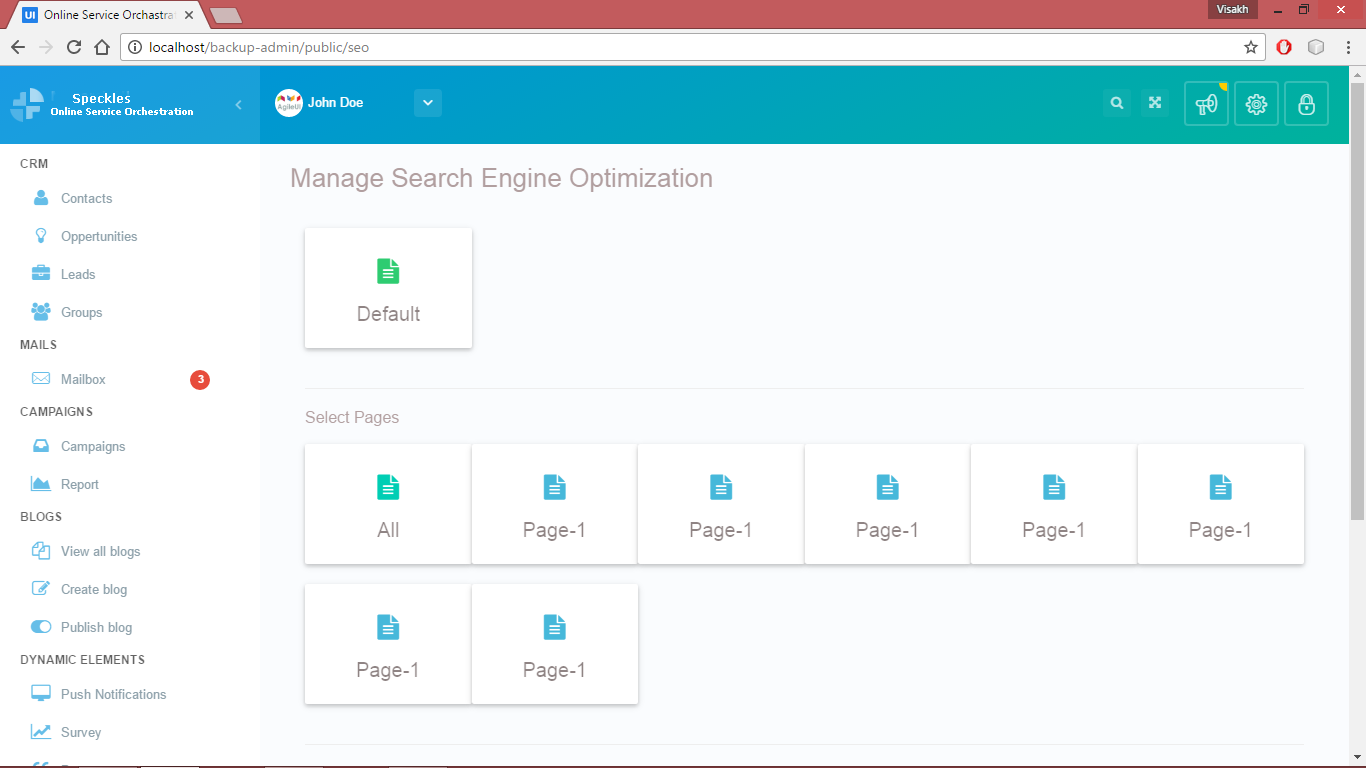 Visakh
UI Online Service Orchastra
localhost/backup-admin/public/seo
Speckles
Online Service Orchestration
AgileUI John Doe
CRM
Contacts
Oppertunities
Leads
Groups
MAILS
Mailbox 3
CAMPAIGNS
Campaigns
Report
BLOGS
View all blogs
Create blog
Publish blog
DYNAMIC ELEMENTS
Push Notifications
Survey
Manage Search Engine Optimization
Default
Select Pages
All Page-1 Page-1 Page-1 Page-1 Page-1
Page-1 Page-1